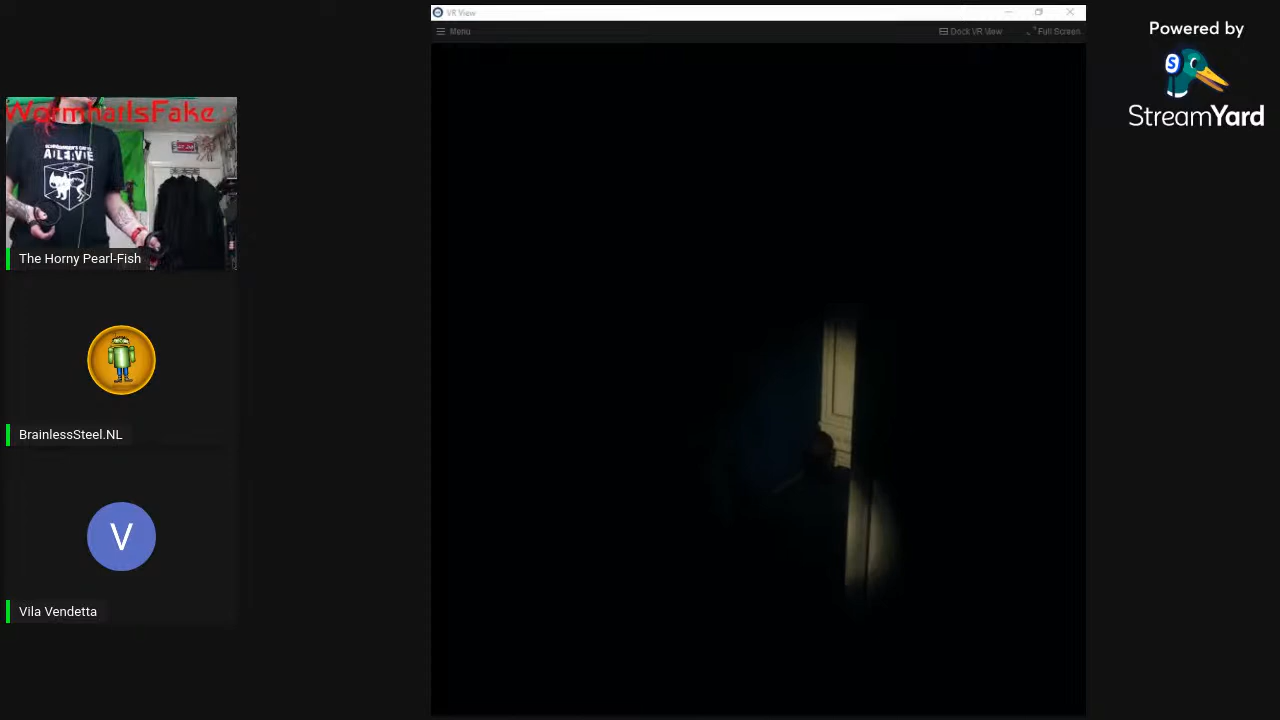 VR View
Menu
Dock VR View
Full Screen
Powered by
StreamYard
WormhatIsFake
The Horny Pearl-Fish
BrainlessSteel.NL
V
Vila Vendetta